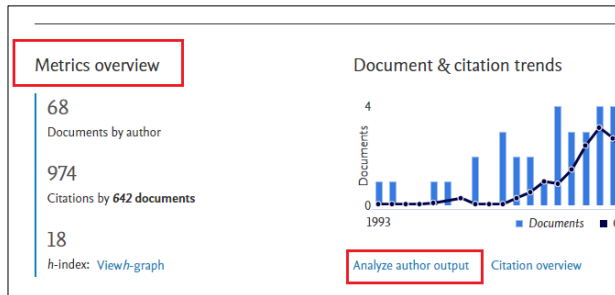 Metrics overview
68
Documents by author
974
Citations by 642 documents
18
h-index: View h-graph
Document & citation trends
4
Documents
0
1993
Documents
Analyze author output Citation overview